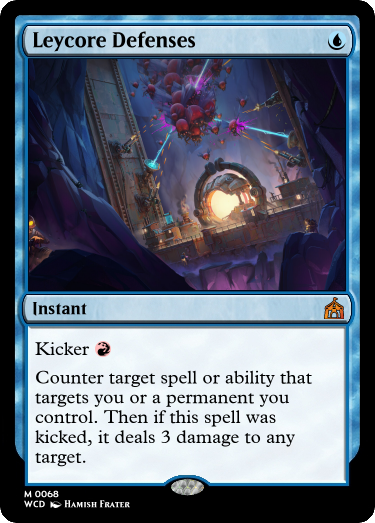 Leycore Defenses
Instant
Kicker
Counter target spell or ability that
targets you or a permanent you
control. Then if this spell was
kicked, it deals 3 damage to any
target.
M 0068
WCD Hamish Frater